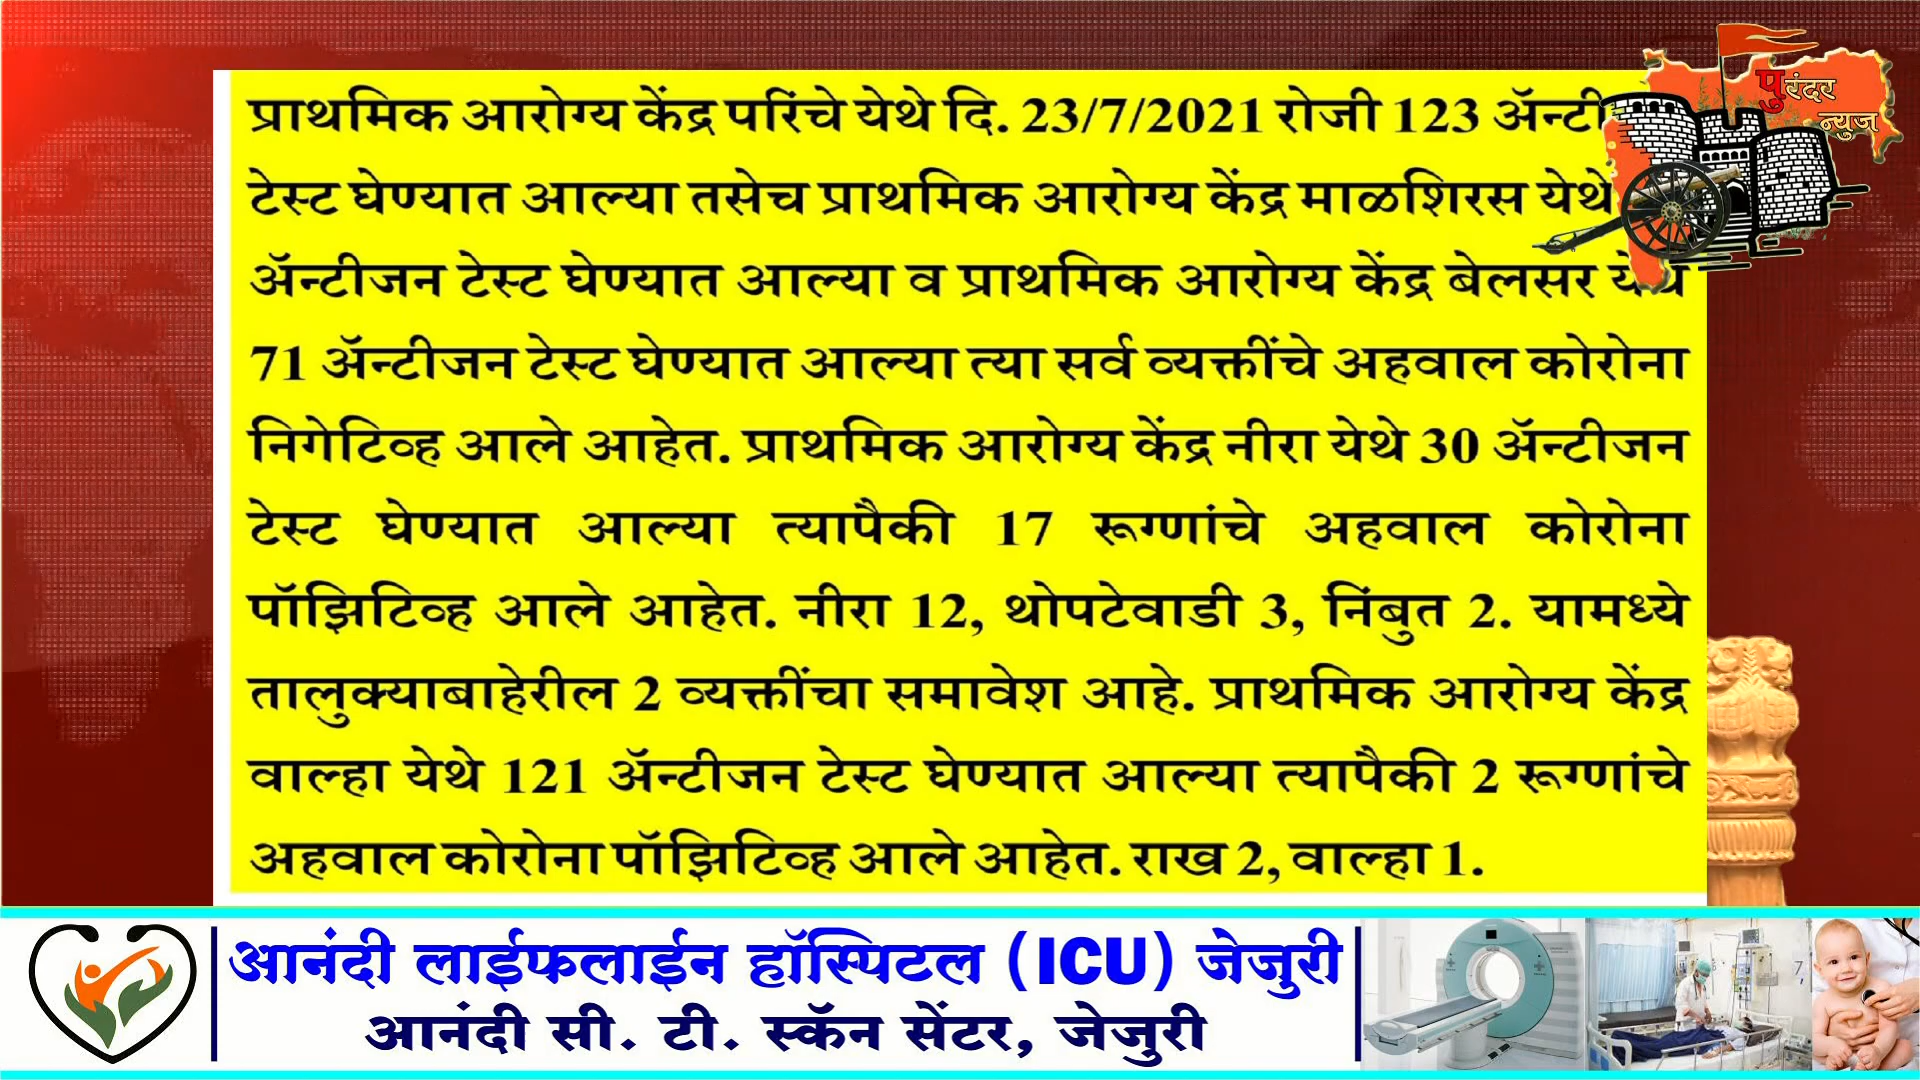 प्राथमिक आरोग्य केंद्र परिंचे येथे दि. 23/7/2021 रोजी 123
टेस्ट घेण्यात आल्या तसेच प्राथमिक आरोग्य केंद्र माळशिरस येथे
ॲन्टीजन टेस्ट घेण्यात आल्या व प्राथमिक आरोग्य केंद्र बेलसर येथे
71 ॲन्टीजन टेस्ट घेण्यात आल्या त्या सर्व व्यक्तींचे अहवाल कोरोना
निगेटिव्ह आले आहेत. प्राथमिक आरोग्य केंद्र नीरा येथे 30 ॲन्टीजन
टेस्ट घेण्यात आल्या त्यापैकी 17 रूग्णांचे अहवाल कोरोना
पॉझिटिव्ह आले आहेत. नीरा 12, थोपटेवाडी 3, निंबुत 2. यामध्ये
तालुक्याबाहेरील 2 व्यक्तींचा समावेश आहे. प्राथमिक आरोग्य केंद्र
वाल्हा येथे 121 ॲन्टीजन टेस्ट घेण्यात आल्या त्यापैकी 2 रूग्णांचे
अहवाल कोरोना पॉझिटिव्ह आले आहेत. राख 2, वाल्हा 1.
पुरंदर
न्युज
आनंदी लाईफलाईन हॉस्पिटल (ICU) जेजुरी
आनंदी सी. टी. स्कॅन सेंटर, जेजुरी